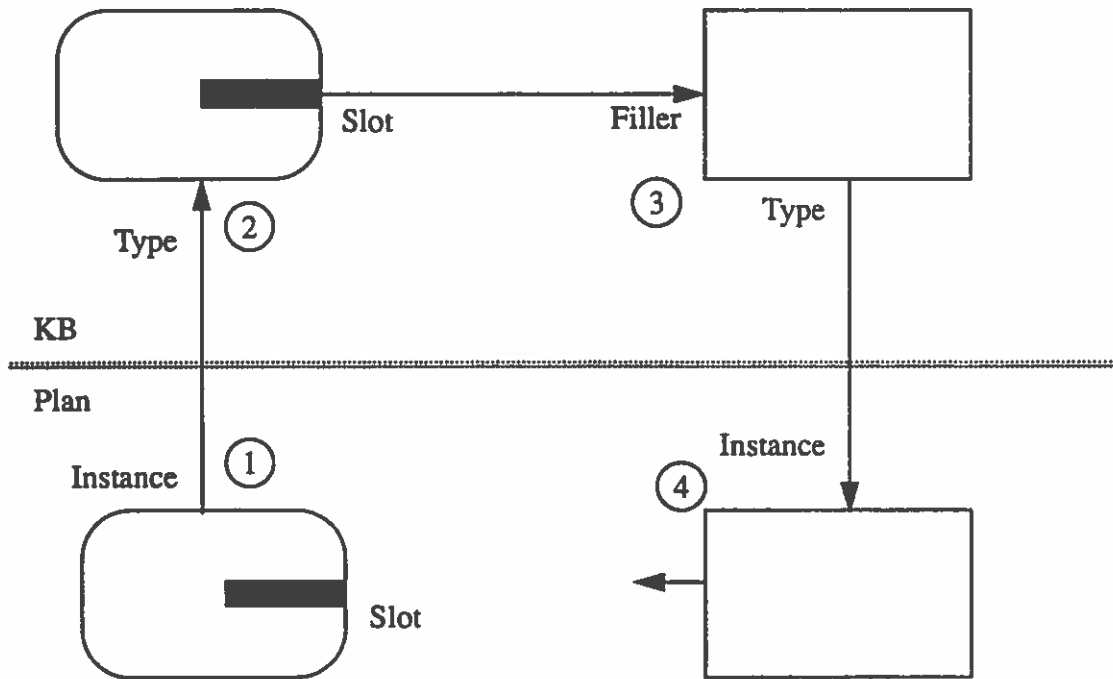 Slot
Filler
3
2
Type
Type
KB
Plan
Instance
1
Instance
4
Slot